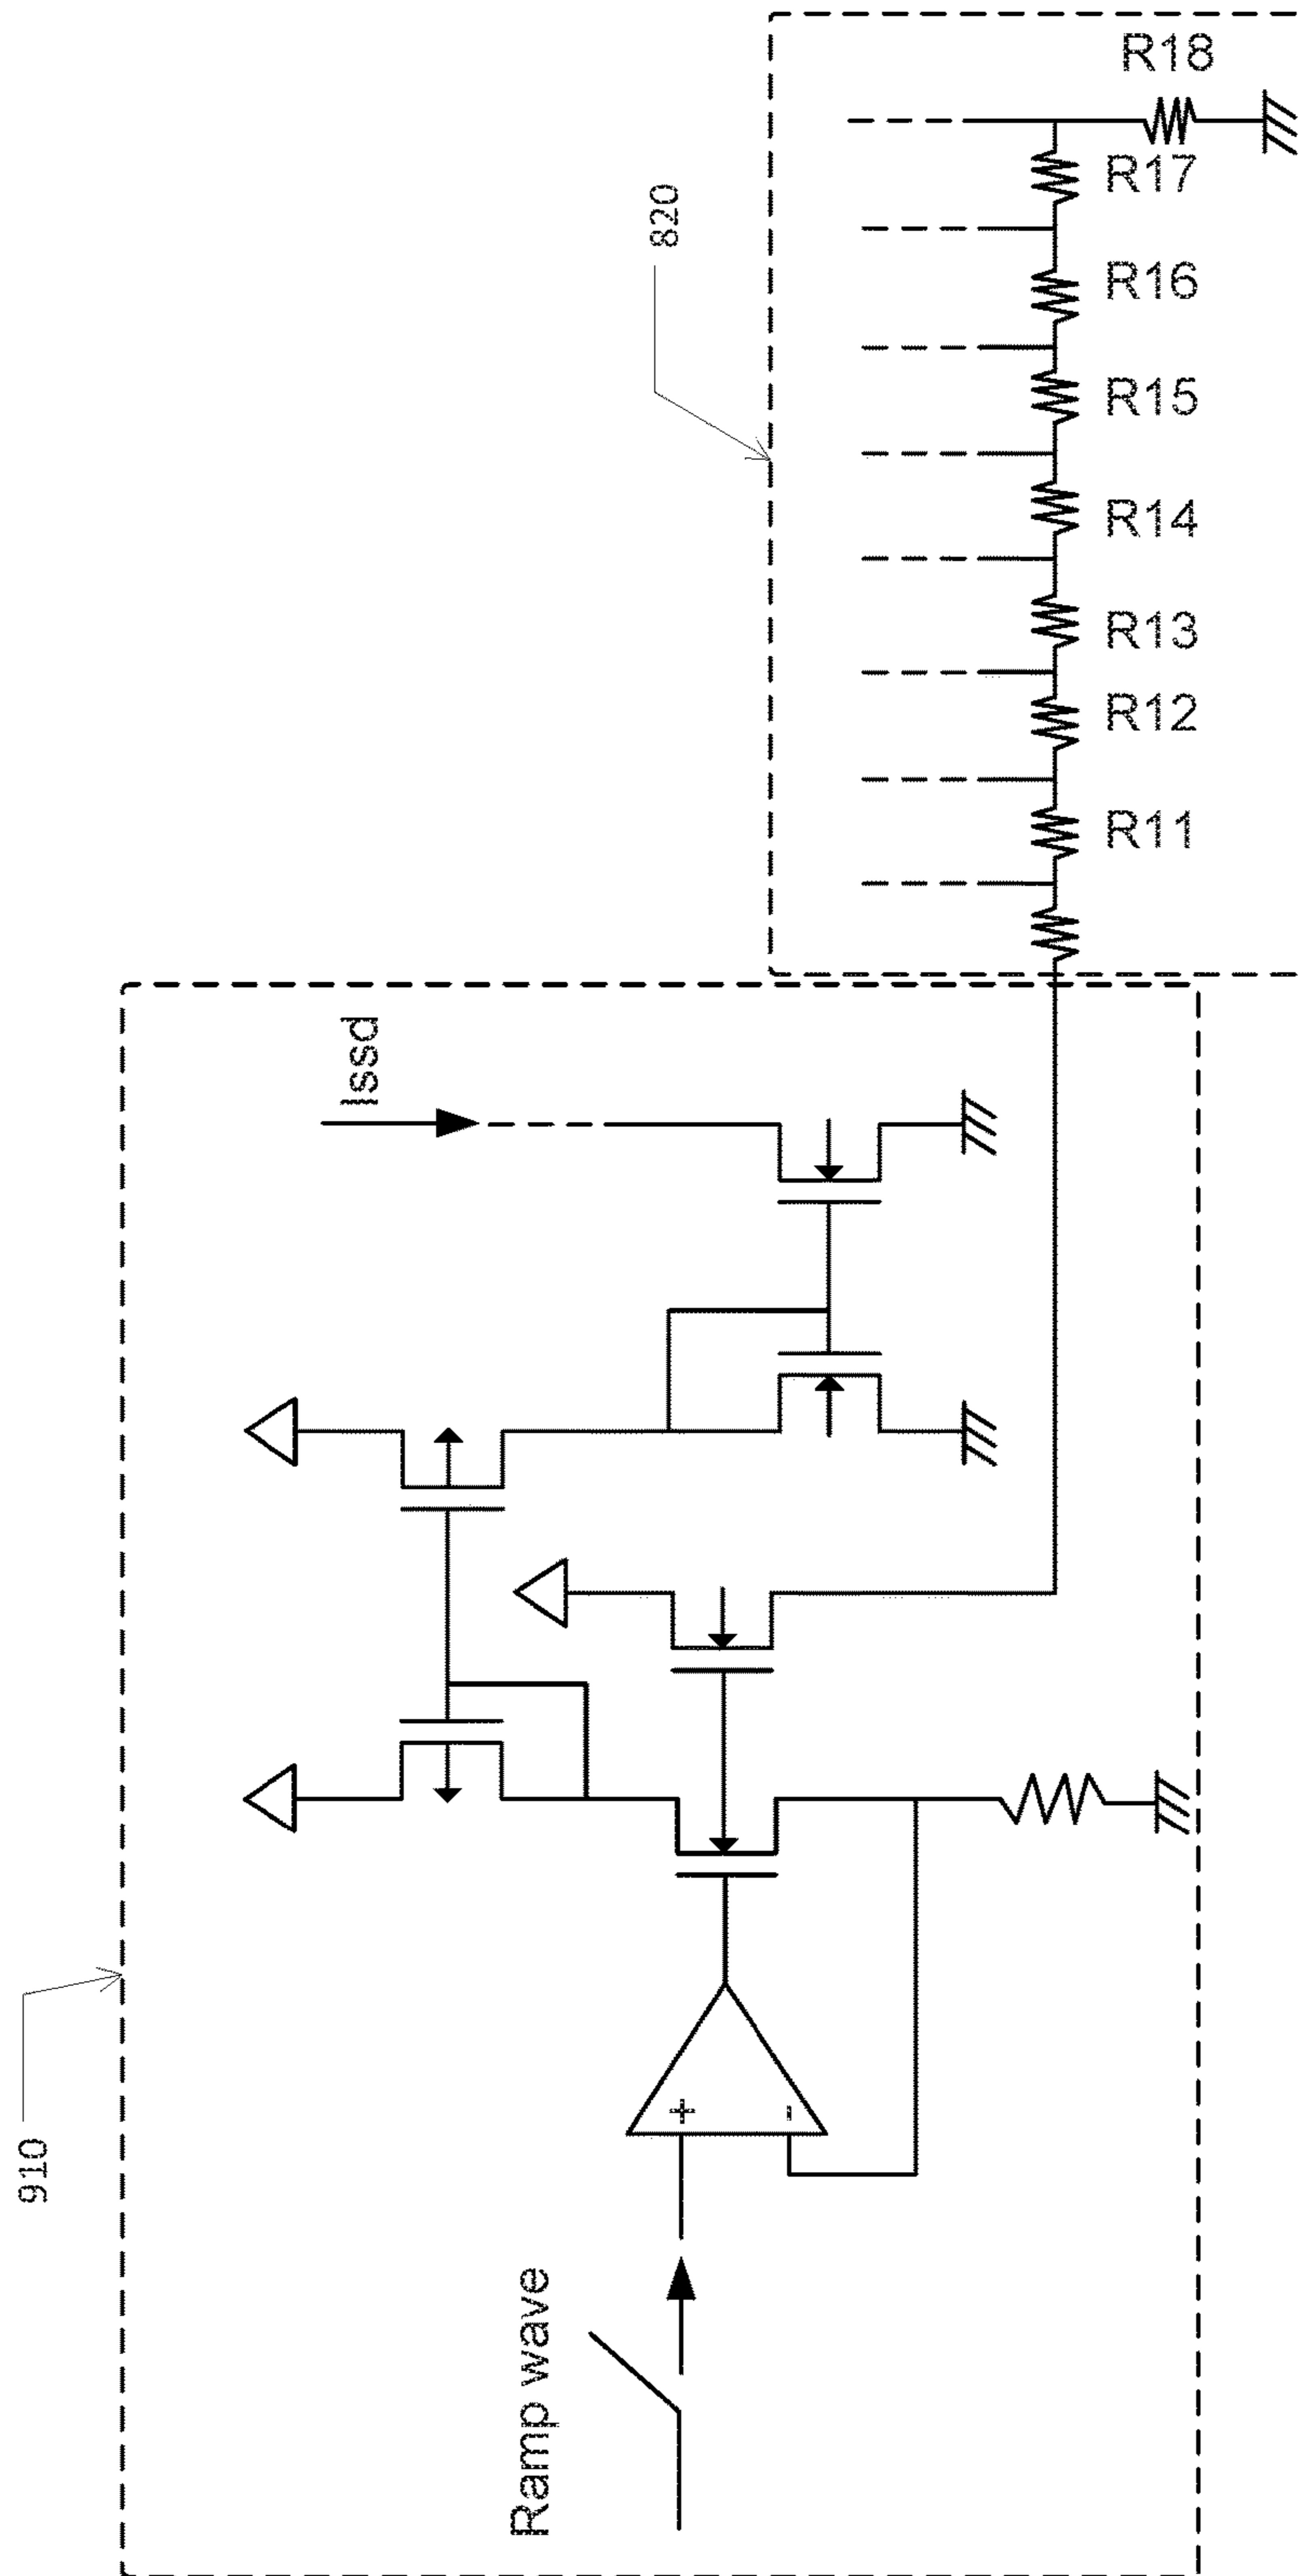 R18
R17
820
R16
R15
R14
R13
R12
R11
Issd
910
+
-
Ramp wave